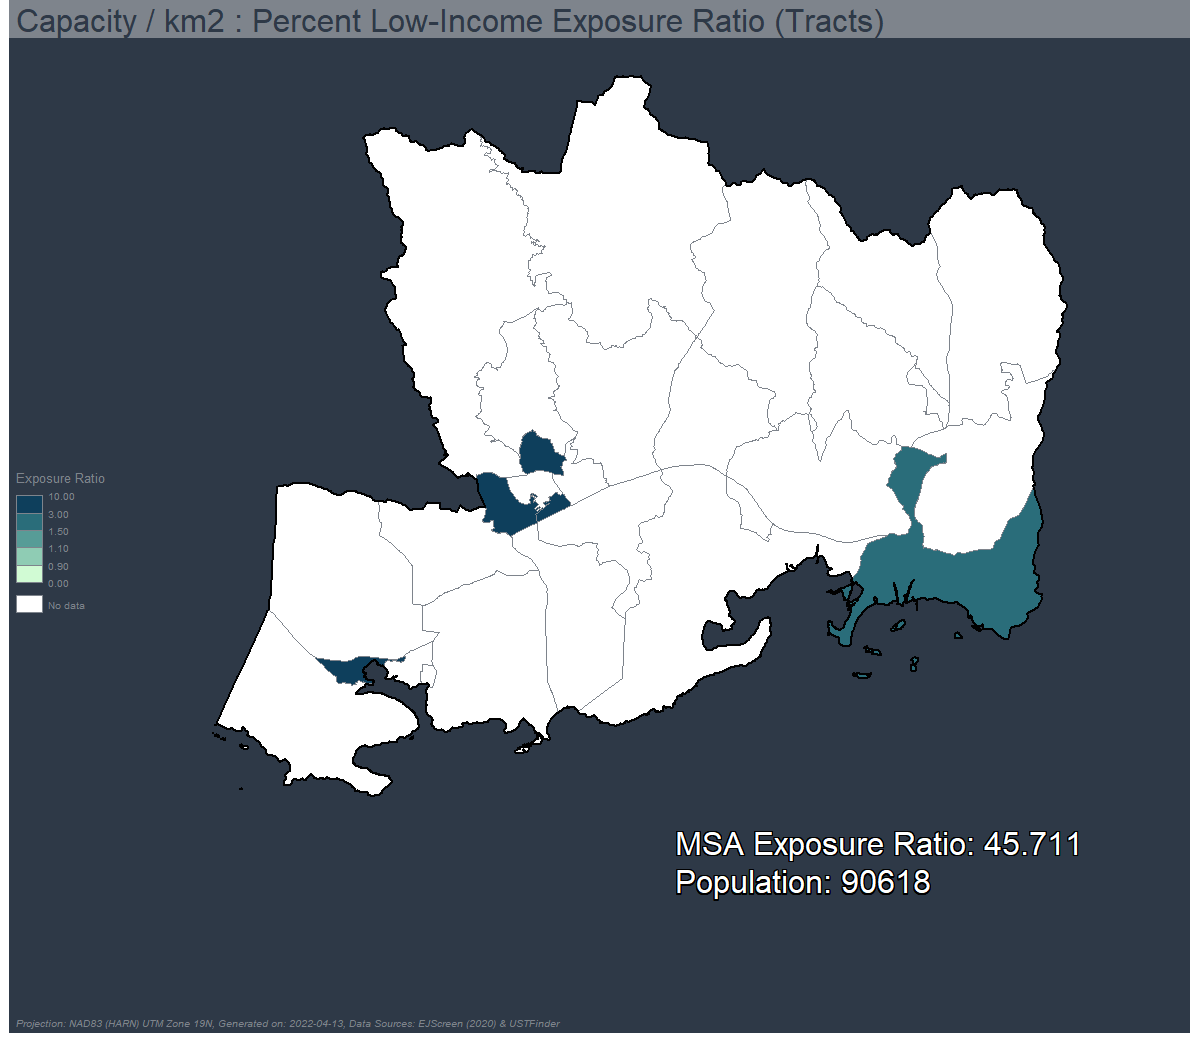 Capacity / km2 : Percent Low-Income Exposure Ratio (Tracts)
Exposure Ratio
10.00
3.00
1.50
1.10
0.90
0.00
No data
MSA Exposure Ratio: 45.711
Population: 90618
Projection: NAD83 (HARN) UTM Zone 19N, Generated on: 2022-04-13, Data Sources: EJScreen (2020) & USTFinder